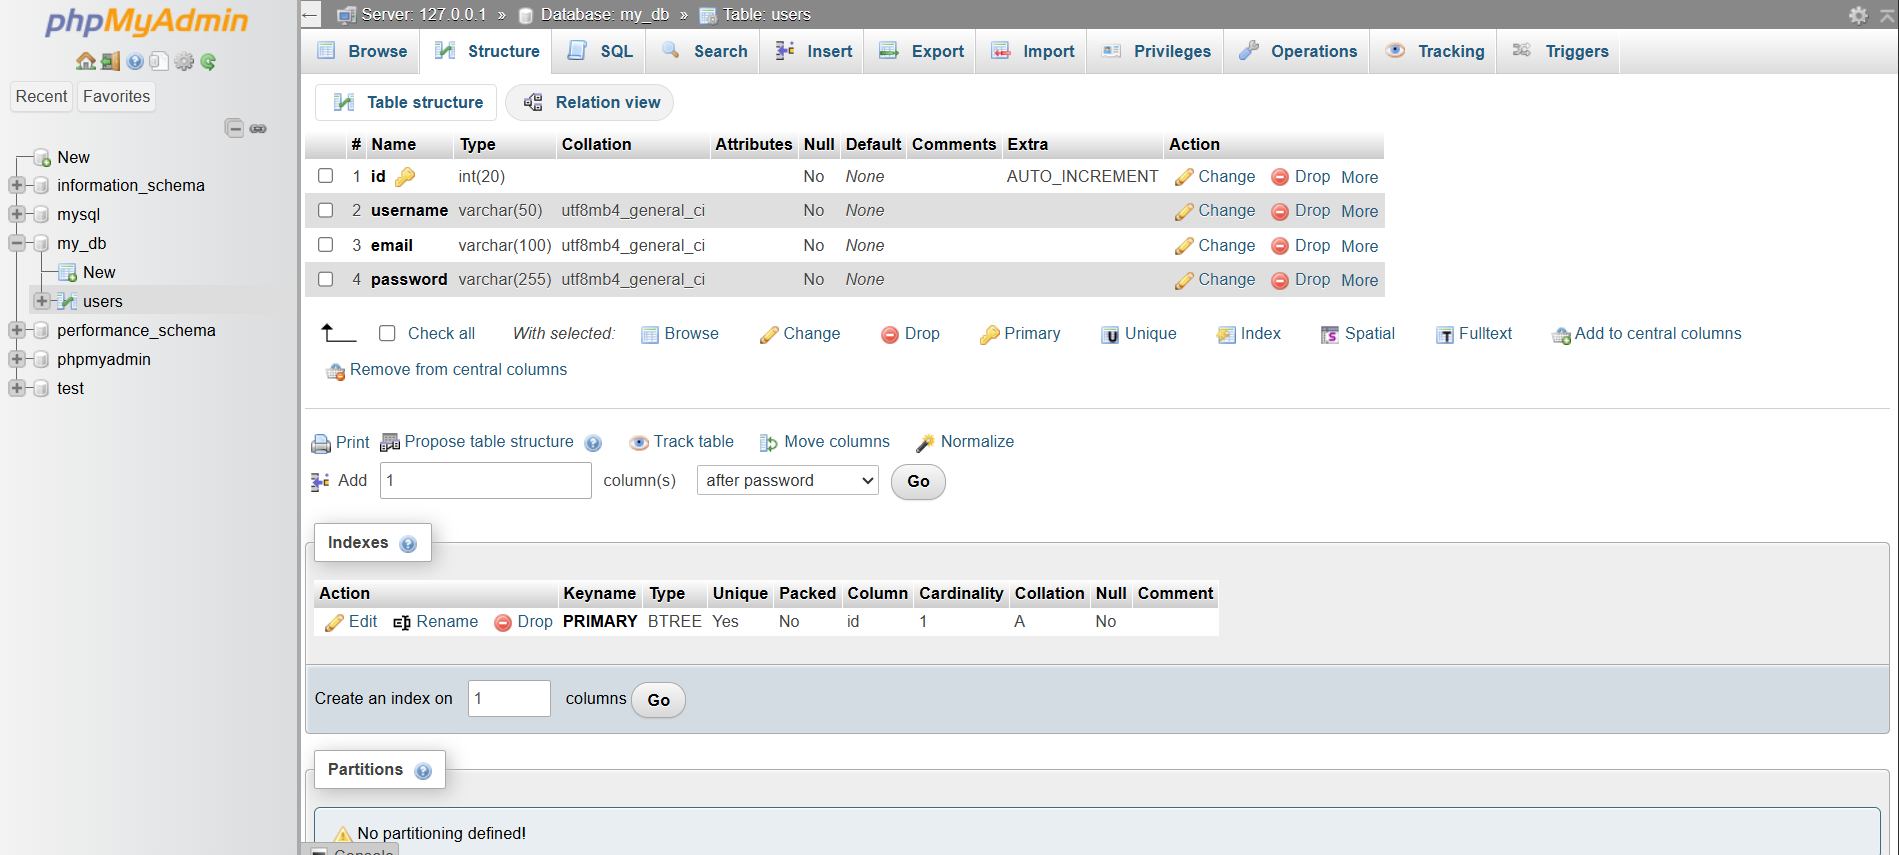 phpMyAdmin
Recent Favorites
New
information_schema
mysql
my_db
New
users
performance_schema
phpmyadmin
test
Server: 127.0.0.1 » Database: my_db » Table: users
Browse Structure SQL Search Insert Export Import Privileges Operations Tracking Triggers
Table structure Relation view
# Name Type Collation Attributes Null Default Comments Extra Action
1 id int(20) No None AUTO_INCREMENT Change Drop More
2 username varchar(50) utf8mb4_general_ci No None Change Drop More
3 email varchar(100) utf8mb4_general_ci No None Change Drop More
4 password varchar(255) utf8mb4_general_ci No None Change Drop More
Check all With selected: Browse Change Drop Primary Unique Index Spatial Fulltext Add to central columns
Remove from central columns
Print Propose table structure Track table Move columns Normalize
Add 1 column(s) after password Go
Indexes
Action Keyname Type Unique Packed Column Cardinality Collation Null Comment
Edit Rename Drop PRIMARY BTREE Yes No id 1 A No
Create an index on 1 columns Go
Partitions
No partitioning defined!
Console